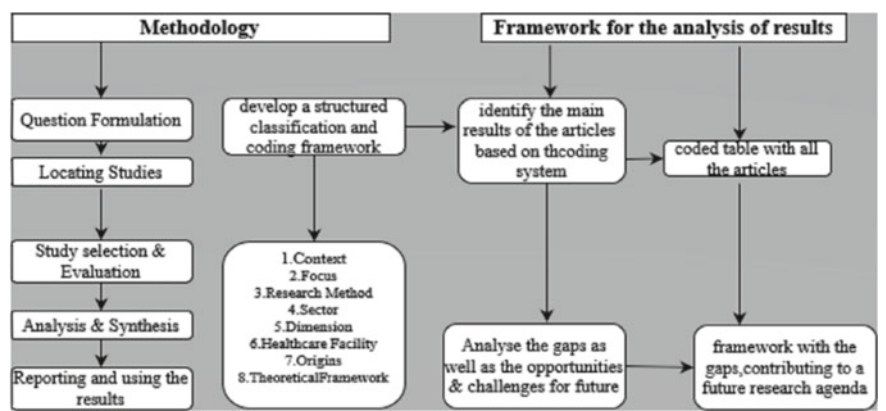 Methodology
Question Formulation
Locating Studies
Study selection &
Evaluation
Analysis & Synthesis
Reporting and using the
results
develop a structured
classification and
coding framework
1.Context
2.Focus
3.Research Method
4.Sector
5.Dimension
6.Healthcare Facility
7.Origins
8.TheoreticalFramework
Framework for the analysis of results
identify the main
results of the articles
based on thcoding
system
coded table with all
the articles
Analyse the gaps as
well as the opportunities
& challenges for future
framework with the
gaps,contributing to a
future research agenda